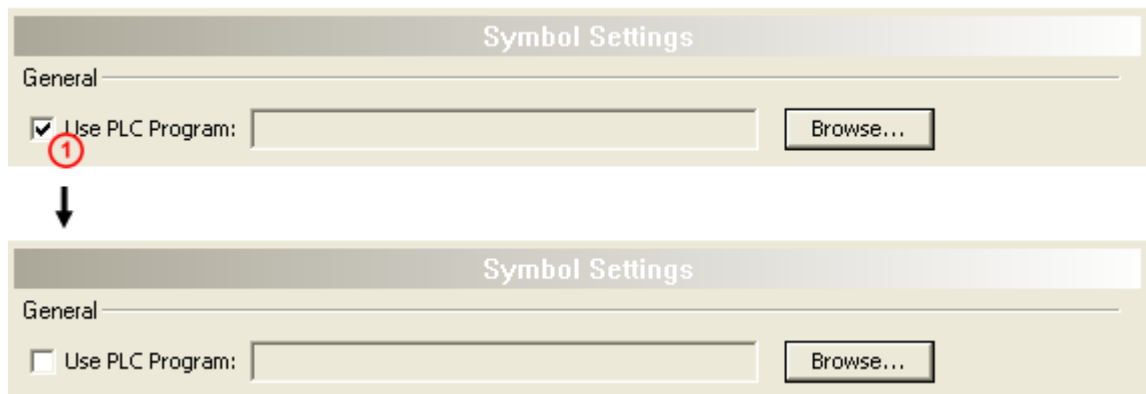 Symbol Settings
General
Use PLC Program: Browse...
1
Symbol Settings
General
Use PLC Program: Browse...